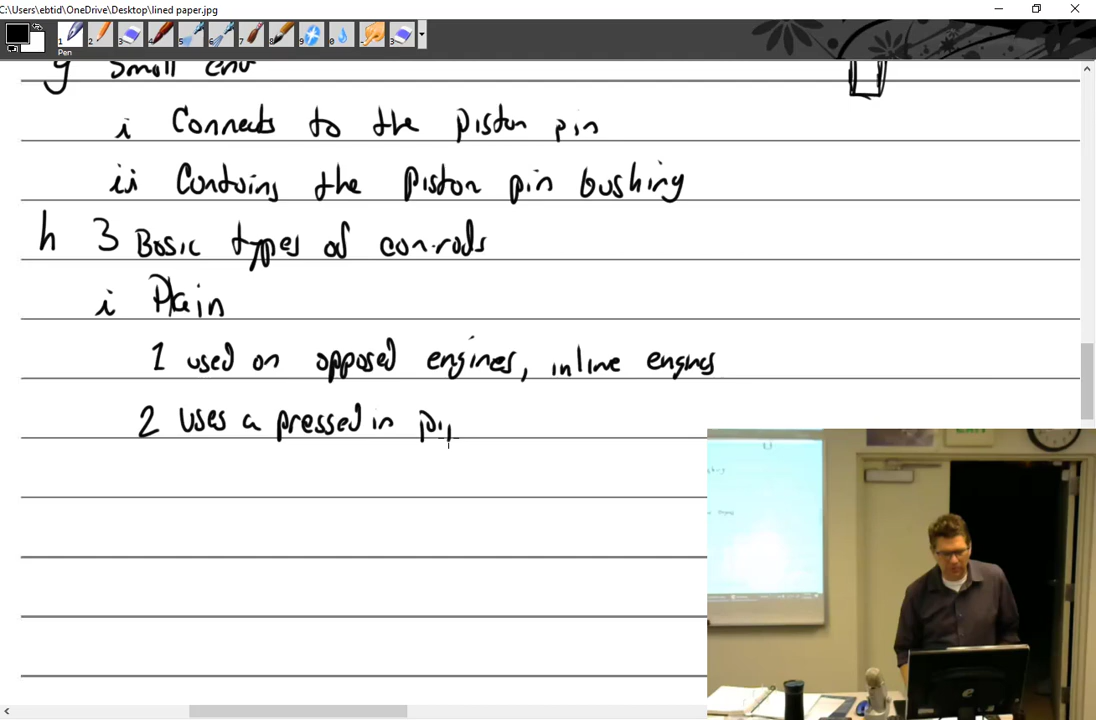 C:\Users\ebtid\OneDrive\Desktop\lined paper.jpg
Pen
g Small end
i Connects to the piston pin
ii Contains the piston pin bushing
h 3 Basic types of con-rods
i Plain
1 used on opposed engines, inline engines
2 uses a pressed in pi